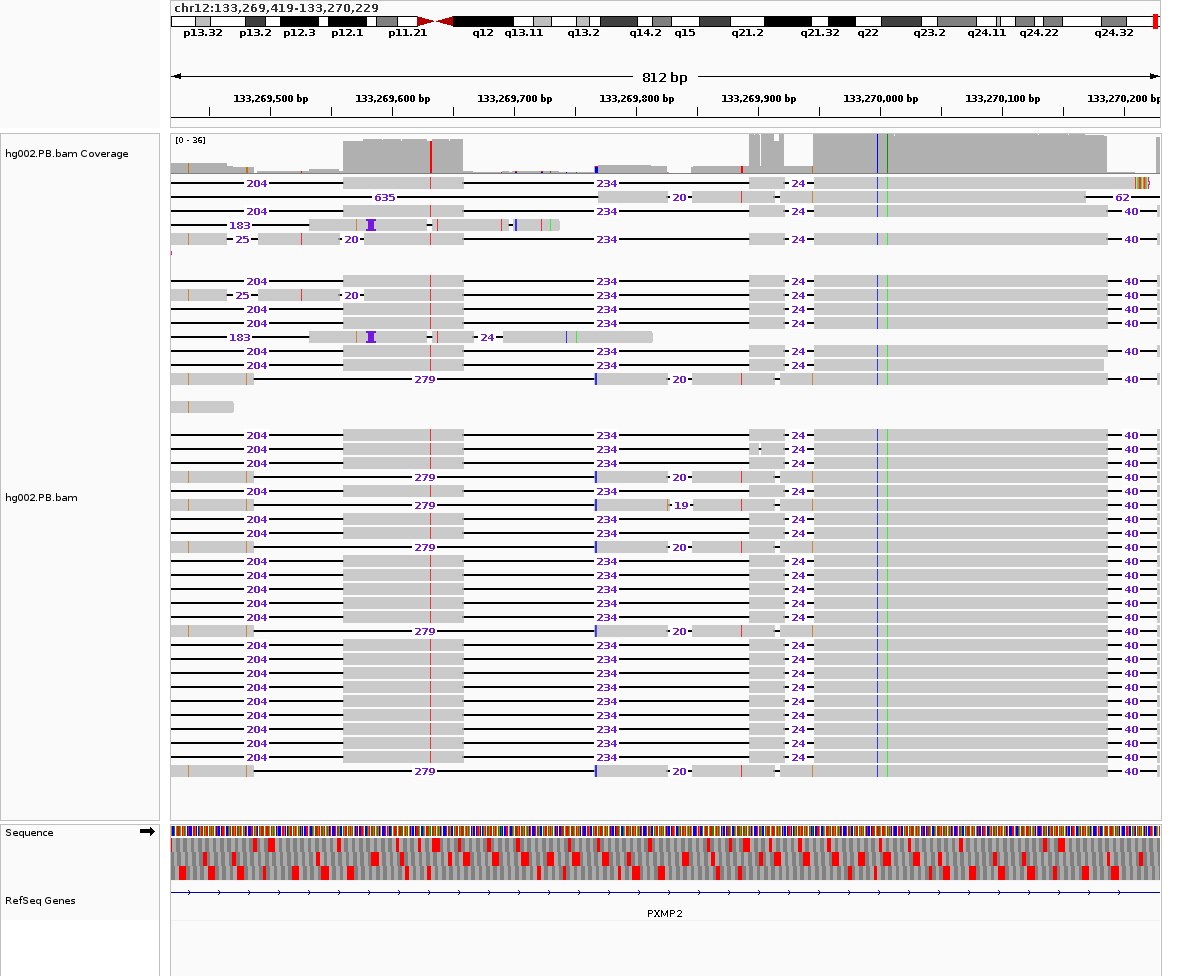 chr12:133,269,419-133,270,229
p13.32 p13.2 p12.3 p12.1 p11.21 q12 q13.11 q13.2 q14.2 q15 q21.2 q21.32 q22 q23.2 q24.11 q24.22 q24.32
812 bp
133,269,500 bp 133,269,600 bp 133,269,700 bp 133,269,800 bp 133,269,900 bp 133,270,000 bp 133,270,100 bp 133,270,200 bp
hg002.PB.bam Coverage
[0 - 36]
204 234 24
635 20 62
204 234 24 40
183
25 20 234 24 40
204 234 24 40
25 20 234 24 40
204 234 24 40
204 234 24 40
183 24
204 234 24 40
204 234 24
279 20 40
204 234 24 40
204 234 24 40
204 234 24 40
279 20 40
204 234 24 40
hg002.PB.bam
279 19 40
204 234 24 40
204 234 24 40
279 20 40
204 234 24 40
204 234 24 40
204 234 24 40
204 234 24 40
204 234 24 40
279 20 40
204 234 24 40
204 234 24 40
204 234 24 40
204 234 24 40
204 234 24 40
204 234 24 40
204 234 24 40
204 234 24 40
204 234 24 40
279 20 40
Sequence
RefSeq Genes
PXMP2